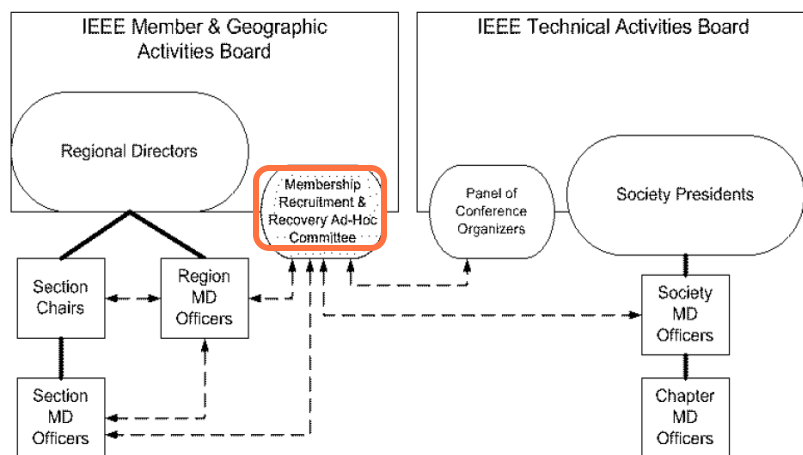 IEEE Member & Geographic
Activities Board
IEEE Technical Activities Board
Regional Directors
Membership
Recruitment &
Recovery Ad-Hoc
Committee
Panel of
Conference
Organizers
Society Presidents
Section
Chairs
Region
MD
Officers
Society
MD
Officers
Section
MD
Officers
Chapter
MD
Officers